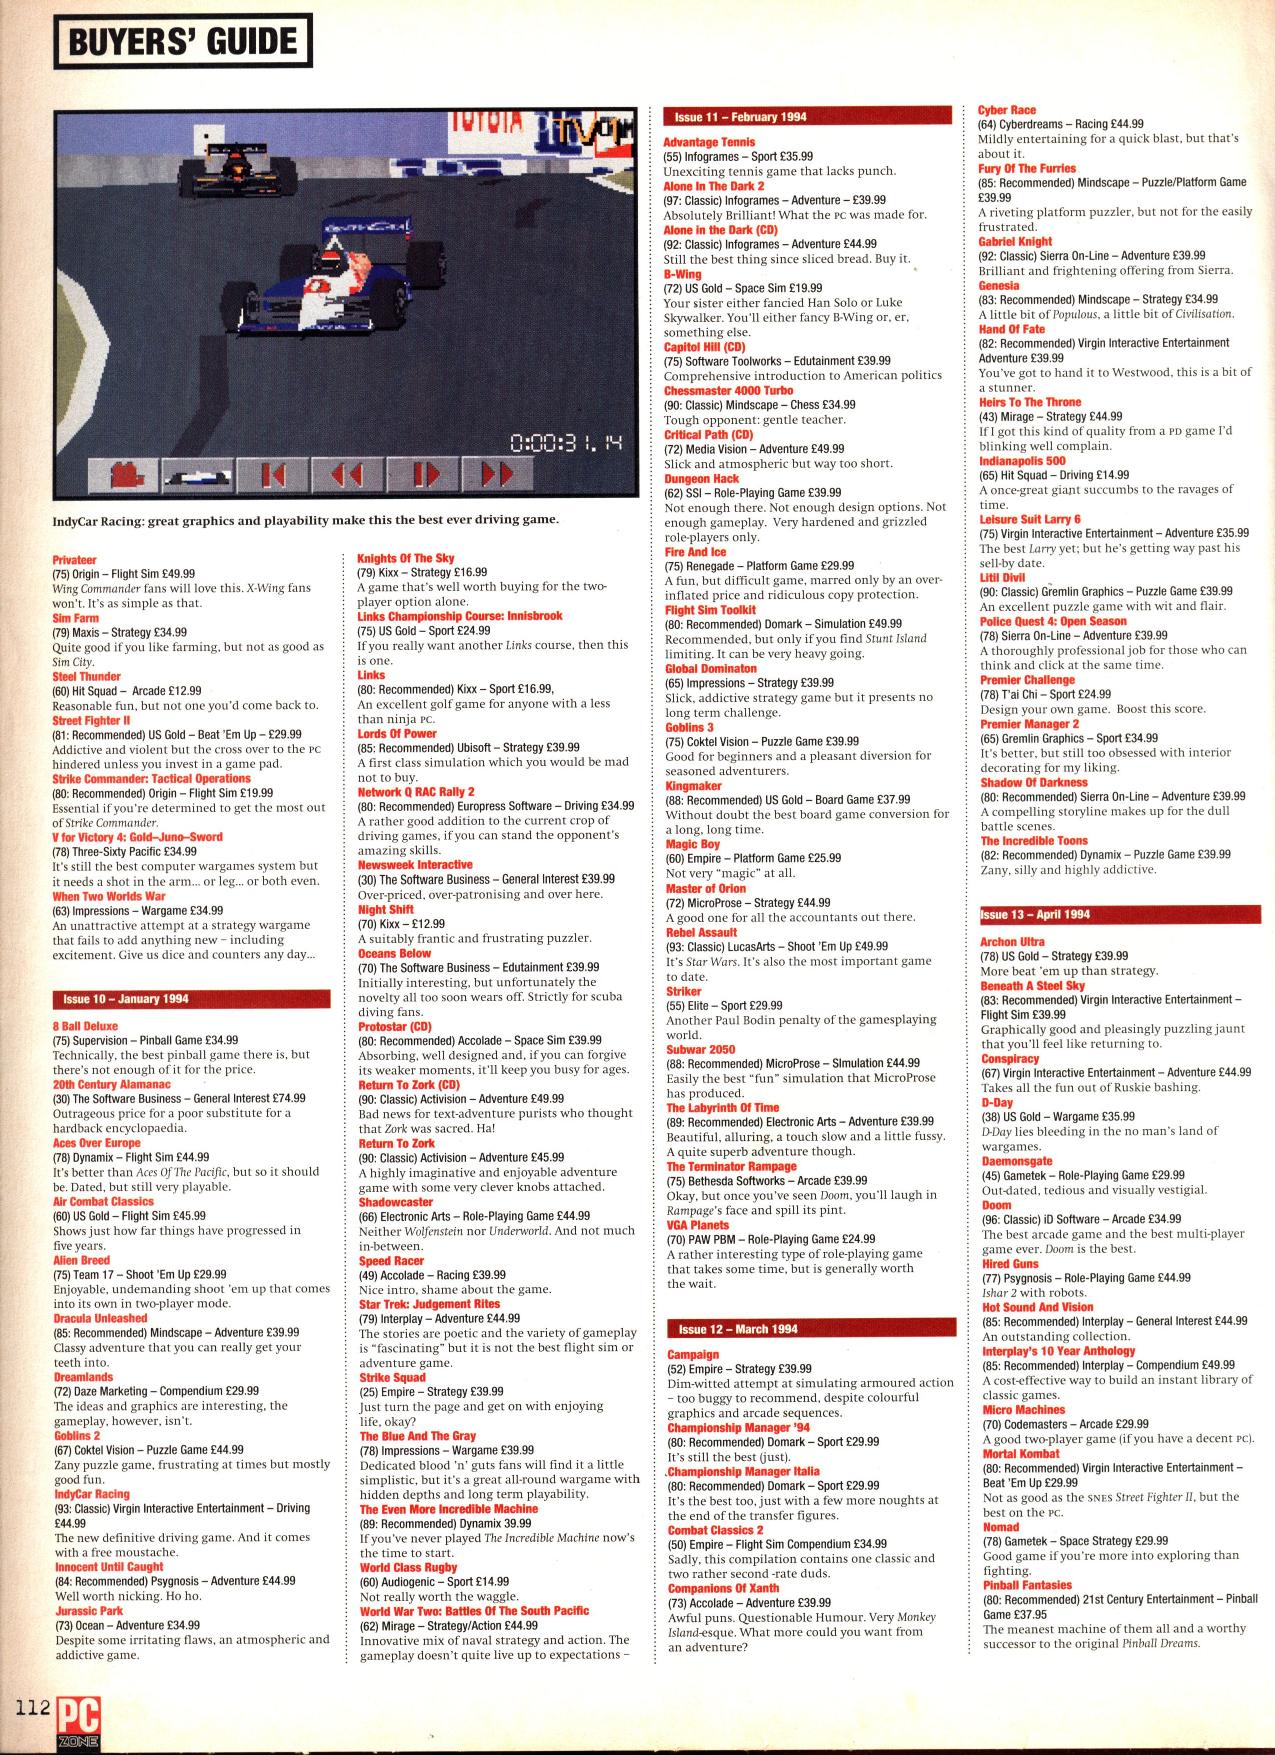 BUYERS' GUIDE
TOYOTA
0:00:31.14
IndyCar Racing: great graphics and playability make this the best ever driving game.
Privateer
(75) Origin – Flight Sim £49.99
Wing Commander fans will love this. X-Wing fans
won't. It's as simple as that.
Sim Farm
(79) Maxis – Strategy £34.99
Quite good if you like farming, but not as good as
Sim City.
Steel Thunder
(60) Hit Squad – Arcade £12.99
Reasonable fun, but not one you'd come back to.
Street Fighter II
(81: Recommended) US Gold – Beat 'Em Up – £29.99
Addictive and violent but the cross over to the PC
hindered unless you invest in a game pad.
Strike Commander: Tactical Operations
(80: Recommended) Origin – Flight Sim £19.99
Essential if you're determined to get the most out
of Strike Commander.
V for Victory 4: Gold–Juno–Sword
(78) Three-Sixty Pacific £34.99
It's still the best computer wargames system but
it needs a shot in the arm... or leg... or both even.
When Two Worlds War
(63) Impressions – Wargame £34.99
An unattractive attempt at a strategy wargame
that fails to add anything new – including
excitement. Give us dice and counters any day...
Issue 10 – January 1994
8 Ball Deluxe
(75) Supervision – Pinball Game £34.99
Technically, the best pinball game there is, but
there's not enough of it for the price.
20th Century Alamanac
(30) The Software Business – General Interest £74.99
Outrageous price for a poor substitute for a
hardback encyclopaedia.
Aces Over Europe
(78) Dynamix – Flight Sim £44.99
It's better than Aces Of The Pacific, but so it should
be. Dated, but still very playable.
Air Combat Classics
(60) US Gold – Flight Sim £45.99
Shows just how far things have progressed in
five years.
Alien Breed
(75) Team 17 – Shoot 'Em Up £29.99
Enjoyable, undemanding shoot 'em up that comes
into its own in two-player mode.
Dracula Unleashed
(85: Recommended) Mindscape – Adventure £39.99
Classy adventure that you can really get your
teeth into.
Dreamlands
(72) Daze Marketing – Compendium £29.99
The ideas and graphics are interesting, the
gameplay, however, isn't.
Goblins 2
(67) Coktel Vision – Puzzle Game £44.99
Zany puzzle game, frustrating at times but mostly
good fun.
IndyCar Racing
(93: Classic) Virgin Interactive Entertainment – Driving
£44.99
The new definitive driving game. And it comes
with a free moustache.
Innocent Until Caught
(84: Recommended) Psygnosis – Adventure £44.99
Well worth nicking. Ho ho.
Jurassic Park
(73) Ocean – Adventure £34.99
Despite some irritating flaws, an atmospheric and
addictive game.
Knights Of The Sky
(79) Kixx – Strategy £16.99
A game that's well worth buying for the two-
player option alone.
Links Championship Course: Innisbrook
(75) US Gold – Sport £24.99
If you really want another Links course, then this
is one.
Links
(80: Recommended) Kixx – Sport £16.99,
An excellent golf game for anyone with a less
than ninja PC.
Lords Of Power
(85: Recommended) Ubisoft – Strategy £39.99
A first class simulation which you would be mad
not to buy.
Network Q RAC Rally 2
(80: Recommended) Europress Software – Driving £34.99
A rather good addition to the current crop of
driving games, if you can stand the opponent's
amazing skills.
Newsweek Interactive
(30) The Software Business – General Interest £39.99
Over-priced, over-patronising and over here.
Night Shift
(70) Kixx – £12.99
A suitably frantic and frustrating puzzler.
Oceans Below
(70) The Software Business – Edutainment £39.99
Initially interesting, but unfortunately the
novelty all too soon wears off. Strictly for scuba
diving fans.
Protostar (CD)
(80: Recommended) Accolade – Space Sim £39.99
Absorbing, well designed and, if you can forgive
its weaker moments, it'll keep you busy for ages.
Return To Zork (CD)
(90: Classic) Activision – Adventure £49.99
Bad news for text-adventure purists who thought
that Zork was sacred. Ha!
Return To Zork
(90: Classic) Activision – Adventure £45.99
A highly imaginative and enjoyable adventure
game with some very clever knobs attached.
Shadowcaster
(66) Electronic Arts – Role-Playing Game £44.99
Neither Wolfenstein nor Underworld. And not much
in-between.
Speed Racer
(49) Accolade – Racing £39.99
Nice intro, shame about the game.
Star Trek: Judgement Rites
(79) Interplay – Adventure £44.99
The stories are poetic and the variety of gameplay
is "fascinating" but it is not the best flight sim or
adventure game.
Strike Squad
(25) Empire – Strategy £39.99
Just turn the page and get on with enjoying
life, okay?
The Blue And The Gray
(78) Impressions – Wargame £39.99
Dedicated blood 'n' guts fans will find it a little
simplistic, but it's a great all-round wargame with
hidden depths and long term playability.
The Even More Incredible Machine
(89: Recommended) Dynamix 39.99
If you've never played The Incredible Machine now's
the time to start.
World Class Rugby
(60) Audiogenic – Sport £14.99
Not really worth the waggle.
World War Two: Battles Of The South Pacific
(62) Mirage – Strategy/Action £44.99
Innovative mix of naval strategy and action. The
gameplay doesn't quite live up to expectations –
Issue 11 – February 1994
Advantage Tennis
(55) Infogrames – Sport £35.99
Unexciting tennis game that lacks punch.
Alone In The Dark 2
(97: Classic) Infogrames – Adventure – £39.99
Absolutely Brilliant! What the PC was made for.
Alone in the Dark (CD)
(92: Classic) Infogrames – Adventure £44.99
Still the best thing since sliced bread. Buy it.
B-Wing
(72) US Gold – Space Sim £19.99
Your sister either fancied Han Solo or Luke
Skywalker. You'll either fancy B-Wing or, er,
something else.
Capitol Hill (CD)
(75) Software Toolworks – Edutainment £39.99
Comprehensive introduction to American politics
Chessmaster 4000 Turbo
(90: Classic) Mindscape – Chess £34.99
Tough opponent: gentle teacher.
Critical Path (CD)
(72) Media Vision – Adventure £49.99
Slick and atmospheric but way too short.
Dungeon Hack
(62) SSI – Role-Playing Game £39.99
Not enough there. Not enough design options. Not
enough gameplay. Very hardened and grizzled
role-players only.
Fire And Ice
(75) Renegade – Platform Game £29.99
A fun, but difficult game, marred only by an over-
inflated price and ridiculous copy protection.
Flight Sim Toolkit
(80: Recommended) Domark – Simulation £49.99
Recommended, but only if you find Stunt Island
limiting. It can be very heavy going.
Global Dominaton
(65) Impressions – Strategy £39.99
Slick, addictive strategy game but it presents no
long term challenge.
Goblins 3
(75) Coktel Vision – Puzzle Game £39.99
Good for beginners and a pleasant diversion for
seasoned adventurers.
Kingmaker
(88: Recommended) US Gold – Board Game £37.99
Without doubt the best board game conversion for
a long, long time.
Magic Boy
(60) Empire – Platform Game £25.99
Not very "magic" at all.
Master of Orion
(72) MicroProse – Strategy £44.99
A good one for all the accountants out there.
Rebel Assault
(93: Classic) LucasArts – Shoot 'Em Up £49.99
It's Star Wars. It's also the most important game
to date.
Striker
(55) Elite – Sport £29.99
Another Paul Bodin penalty of the gamesplaying
world.
Subwar 2050
(88: Recommended) MicroProse – SImulation £44.99
Easily the best "fun" simulation that MicroProse
has produced.
The Labyrinth Of Time
(89: Recommended) Electronic Arts – Adventure £39.99
Beautiful, alluring, a touch slow and a little fussy.
A quite superb adventure though.
The Terminator Rampage
(75) Bethesda Softworks – Arcade £39.99
Okay, but once you've seen Doom, you'll laugh in
Rampage's face and spill its pint.
VGA Planets
(70) PAW PBM – Role-Playing Game £24.99
A rather interesting type of role-playing game
that takes some time, but is generally worth
the wait.
Issue 12 – March 1994
Campaign
(52) Empire – Strategy £39.99
Dim-witted attempt at simulating armoured action
– too buggy to recommend, despite colourful
graphics and arcade sequences.
Championship Manager '94
(80: Recommended) Domark – Sport £29.99
It's still the best (just).
Championship Manager Italia
(80: Recommended) Domark – Sport £29.99
It's the best too, just with a few more noughts at
the end of the transfer figures.
Combat Classics 2
(50) Empire – Flight Sim Compendium £34.99
Sadly, this compilation contains one classic and
two rather second -rate duds.
Companions Of Xanth
(73) Accolade – Adventure £39.99
Awful puns. Questionable Humour. Very Monkey
Island-esque. What more could you want from
an adventure?
Cyber Race
(64) Cyberdreams – Racing £44.99
Mildly entertaining for a quick blast, but that's
about it.
Fury Of The Furries
(85: Recommended) Mindscape – Puzzle/Platform Game
£39.99
A riveting platform puzzler, but not for the easily
frustrated.
Gabriel Knight
(92: Classic) Sierra On-Line – Adventure £39.99
Brilliant and frightening offering from Sierra.
Genesia
(83: Recommended) Mindscape – Strategy £34.99
A little bit of Populous, a little bit of Civilisation.
Hand Of Fate
(82: Recommended) Virgin Interactive Entertainment
Adventure £39.99
You've got to hand it to Westwood, this is a bit of
a stunner.
Heirs To The Throne
(43) Mirage – Strategy £44.99
If I got this kind of quality from a PD game I'd
blinking well complain.
Indianapolis 500
(65) Hit Squad – Driving £14.99
A once-great giant succumbs to the ravages of
time.
Leisure Suit Larry 6
(75) Virgin Interactive Entertainment – Adventure £35.99
The best Larry yet; but he's getting way past his
sell-by date.
Litil Divil
(90: Classic) Gremlin Graphics – Puzzle Game £39.99
An excellent puzzle game with wit and flair.
Police Quest 4: Open Season
(78) Sierra On-Line – Adventure £39.99
A thoroughly professional job for those who can
think and click at the same time.
Premier Challenge
(78) T'ai Chi – Sport £24.99
Design your own game. Boost this score.
Premier Manager 2
(65) Gremlin Graphics – Sport £34.99
It's better, but still too obsessed with interior
decorating for my liking.
Shadow Of Darkness
(80: Recommended) Sierra On-Line – Adventure £39.99
A compelling storyline makes up for the dull
battle scenes.
The Incredible Toons
(82: Recommended) Dynamix – Puzzle Game £39.99
Zany, silly and highly addictive.
Issue 13 – April 1994
Archon Ultra
(78) US Gold – Strategy £39.99
More beat 'em up than strategy.
Beneath A Steel Sky
(83: Recommended) Virgin Interactive Entertainment –
Flight Sim £39.99
Graphically good and pleasingly puzzling jaunt
that you'll feel like returning to.
Conspiracy
(67) Virgin Interactive Entertainment – Adventure £44.99
Takes all the fun out of Ruskie bashing.
D-Day
(38) US Gold – Wargame £35.99
D-Day lies bleeding in the no man's land of
wargames.
Daemonsgate
(45) Gametek – Role-Playing Game £29.99
Out-dated, tedious and visually vestigial.
Doom
(96: Classic) iD Software – Arcade £34.99
The best arcade game and the best multi-player
game ever. Doom is the best.
Hired Guns
(77) Psygnosis – Role-Playing Game £44.99
Ishar 2 with robots.
Hot Sound And Vision
(85: Recommended) Interplay – General Interest £44.99
An outstanding collection.
Interplay's 10 Year Anthology
(85: Recommended) Interplay – Compendium £49.99
A cost-effective way to build an instant library of
classic games.
Micro Machines
(70) Codemasters – Arcade £29.99
A good two-player game (if you have a decent PC).
Mortal Kombat
(80: Recommended) Virgin Interactive Entertainment –
Beat 'Em Up £29.99
Not as good as the SNES Street Fighter II, but the
best on the PC.
Nomad
(78) Gametek – Space Strategy £29.99
Good game if you're more into exploring than
fighting.
Pinball Fantasies
(80: Recommended) 21st Century Entertainment – Pinball
Game £37.95
The meanest machine of them all and a worthy
successor to the original Pinball Dreams.
112
PC
ZONE